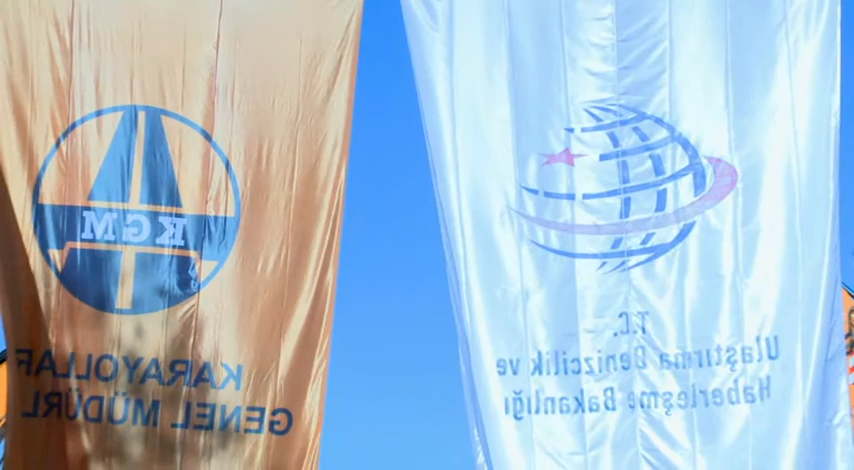 KGM
KARAYOLLAR
GENEL MÜDÜRL
T.C.
Ulaştırma Denizcilik ve
Haberleşme Bakanlığı